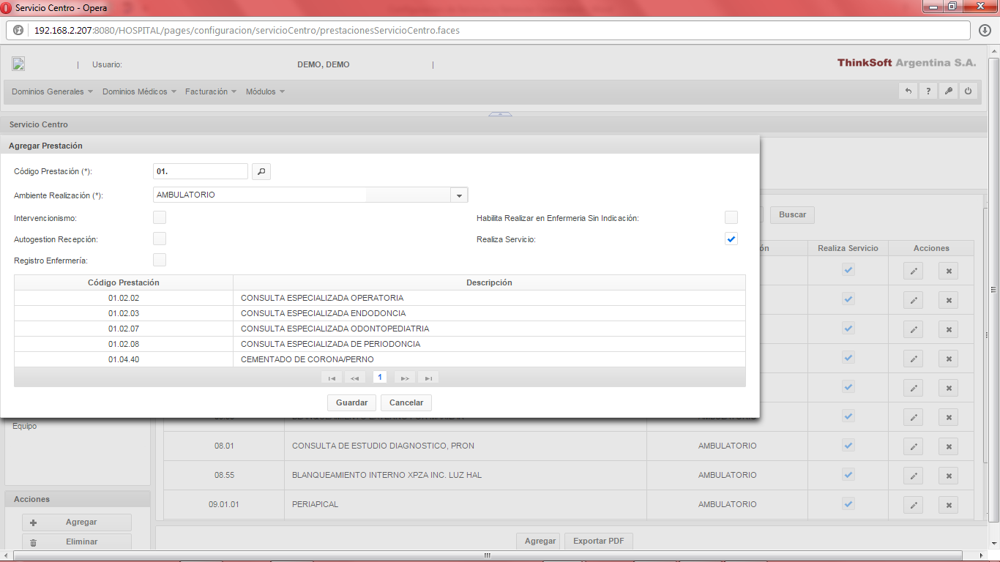 Servicio Centro - Opera
192.168.2.207:8080/HOSPITAL/pages/configuracion/servicioCentro/prestacionesServicioCentro.faces
| Usuario: DEMO, DEMO |
ThinkSoft Argentina S.A.
Dominios Generales Dominios Médicos Facturación Módulos ?
Servicio Centro
Agregar Prestación
Código Prestación (*): 01.
Ambiente Realización (*): AMBULATORIO
Intervencionismo: Habilita Realizar en Enfermeria Sin Indicación:
Buscar
Autogestion Recepción: Realiza Servicio:
Realiza Servicio Acciones
Registro Enfermería:
Código Prestación Descripción
01.02.02 CONSULTA ESPECIALIZADA OPERATORIA
01.02.03 CONSULTA ESPECIALIZADA ENDODONCIA
01.02.07 CONSULTA ESPECIALIZADA ODONTOPEDIATRIA
01.02.08 CONSULTA ESPECIALIZADA DE PERIODONCIA
01.04.40 CEMENTADO DE CORONA/PERNO
1
Guardar Cancelar
Equipo
08.01 CONSULTA DE ESTUDIO DIAGNOSTICO, PRON AMBULATORIO
08.55 BLANQUEAMIENTO INTERNO XPZA INC. LUZ HAL AMBULATORIO
09.01.01 PERIAPICAL AMBULATORIO
Acciones
Agregar
Eliminar
Agregar Exportar PDF